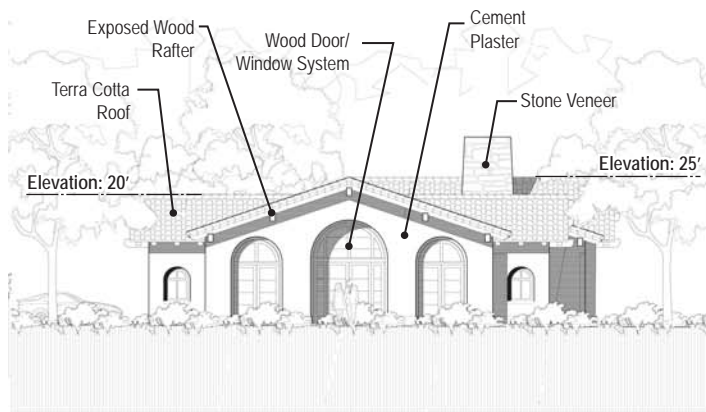 Exposed Wood
Rafter
Wood Door/
Window System
Cement
Plaster
Terra Cotta
Roof
Stone Veneer
Elevation: 20'
Elevation: 25'